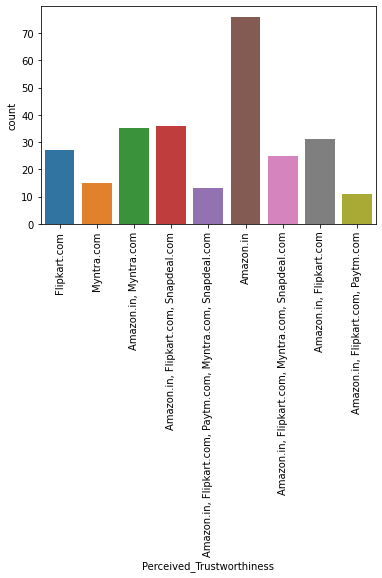 80
70
60
50
40
30
20
10
0
count
Flipkart.com
Myntra.com
Amazon.in, Myntra.com
Amazon.in, Flipkart.com, Snapdeal.com
Amazon.in, Flipkart.com, Paytm.com, Myntra.com, Snapdeal.com
Amazon.in
Amazon.in, Flipkart.com, Myntra.com, Snapdeal.com
Amazon.in, Flipkart.com
Amazon.in, Flipkart.com, Paytm.com
Perceived_Trustworthiness